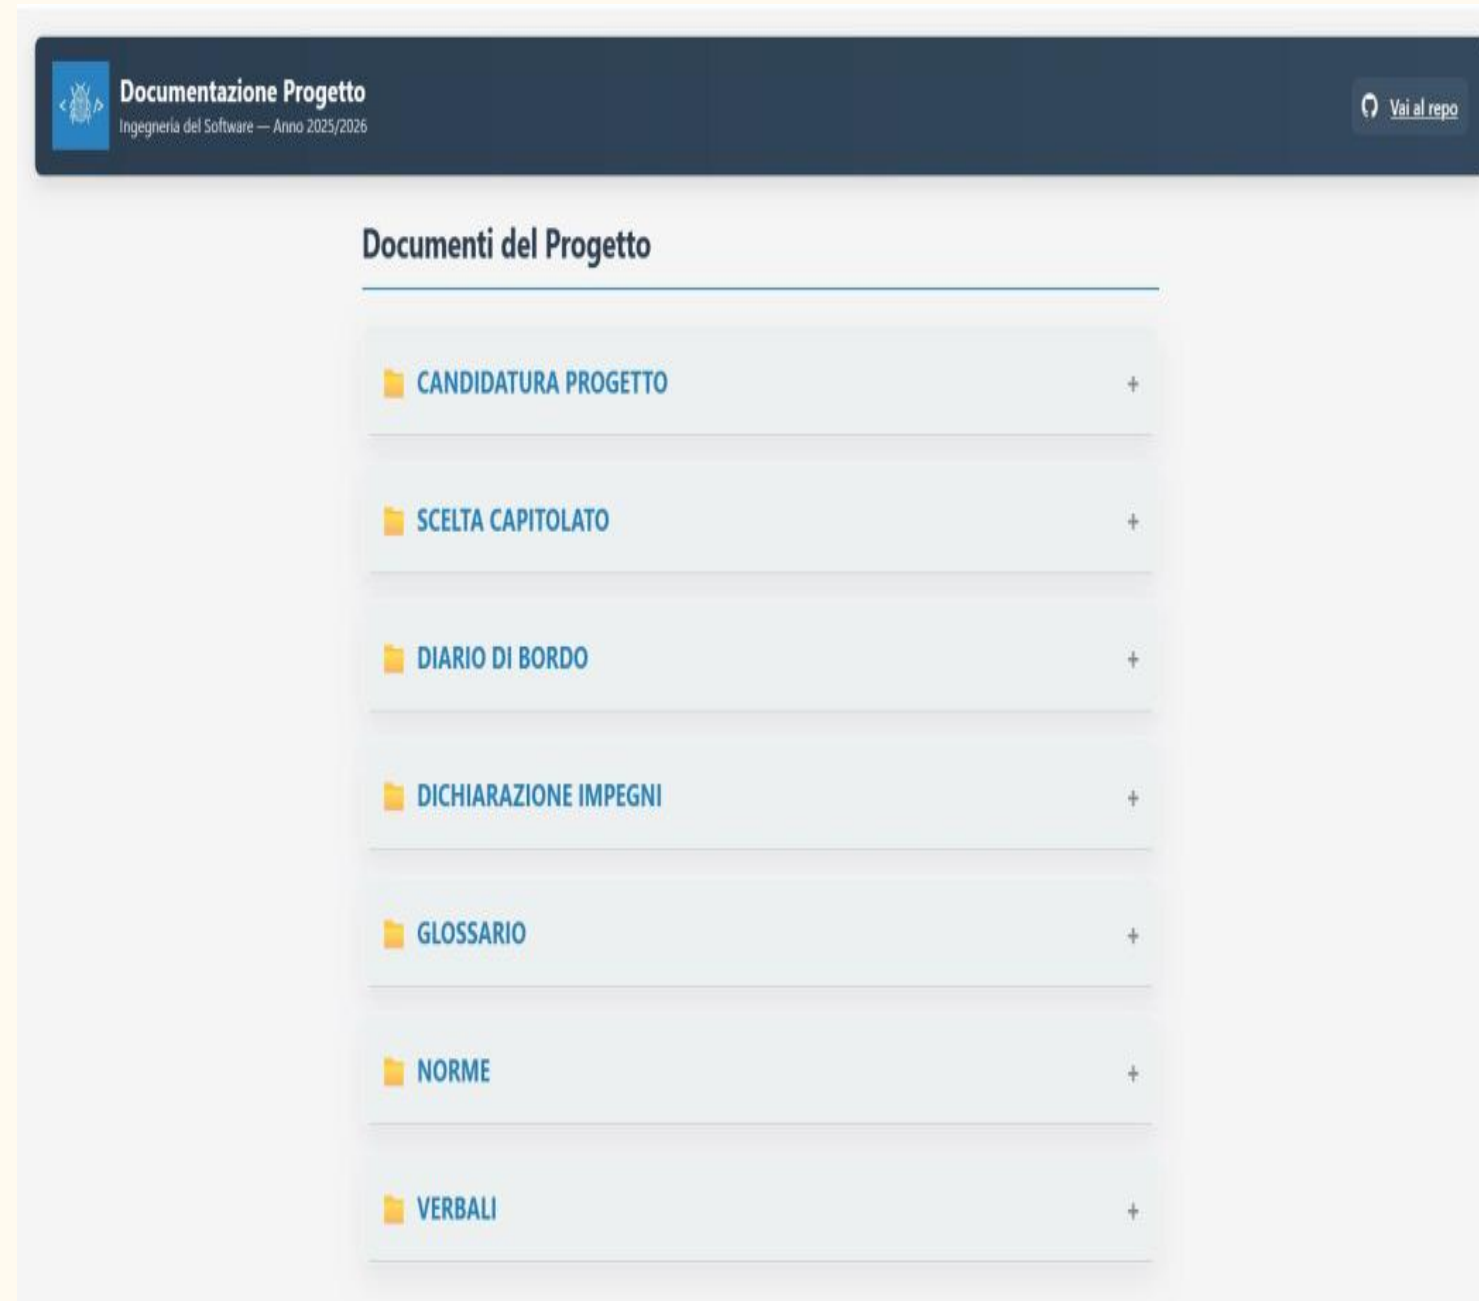 Documentazione Progetto
Ingegneria del Software — Anno 2025/2026
Vai al repo
Documenti del Progetto
CANDIDATURA PROGETTO +
SCELTA CAPITOLATO +
DIARIO DI BORDO +
DICHIARAZIONE IMPEGNI +
GLOSSARIO +
NORME +
VERBALI +